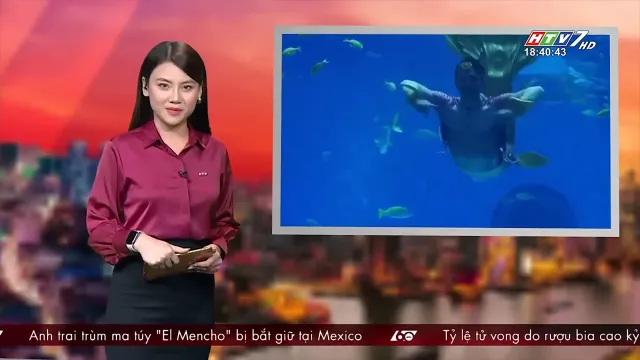 HTV7 HD
18:40:43
Anh trai trùm ma túy "El Mencho" bị bắt giữ tại Mexico
60
Tỷ lệ tử vong do rượu bia cao kỷ